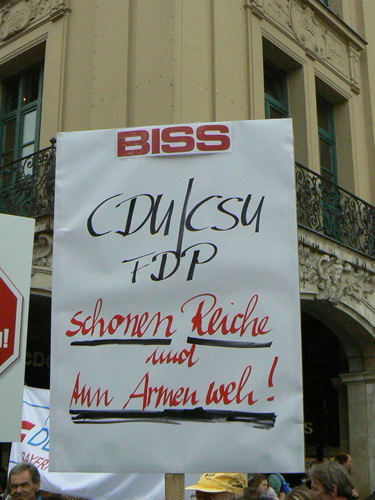 BISS
CDU/CSU
FDP
schonen Reiche
und
tun Armen weh!